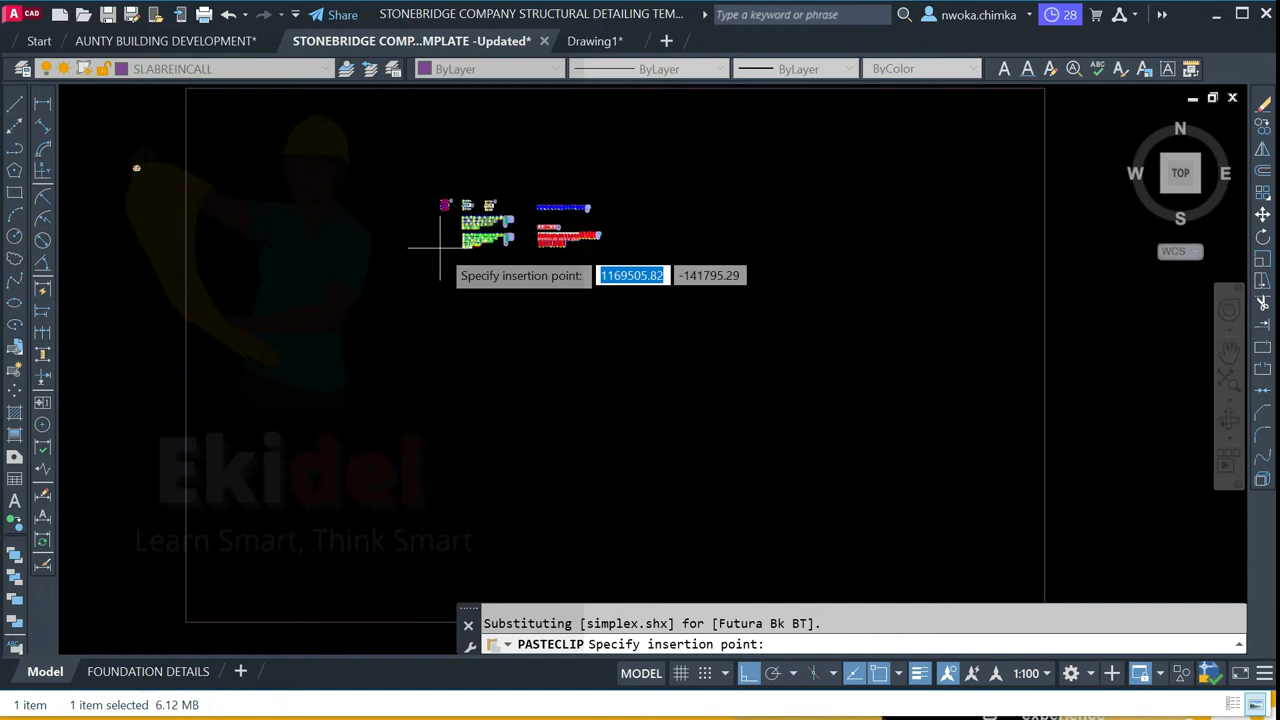 CAD
Share
STONEBRIDGE COMPANY STRUCTURAL DETAILING TEM...
Type a keyword or phrase
nwoka.chimka
28
Start
AUNTY BUILDING DEVELOPMENT*
STONEBRIDGE COMP...MPLATE -Updated*
Drawing1*
SLABREINCALL
ByLayer
ByLayer
ByLayer
ByColor
N
W
TOP
E
S
WCS
Specify insertion point:
1169505.82
-141795.29
Ekidel
Learn Smart, Think Smart
Substituting [simplex.shx] for [Futura Bk BT].
PASTECLIP Specify insertion point:
Model
FOUNDATION DETAILS
MODEL
1:100
1 item
1 item selected 6.12 MB
experience